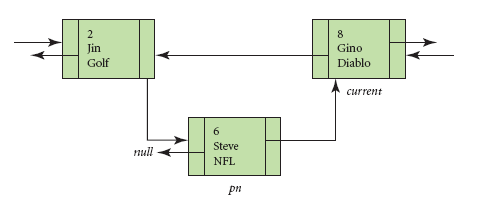 2
Jin
Golf
8
Gino
Diablo
current
6
Steve
NFL
null
pn